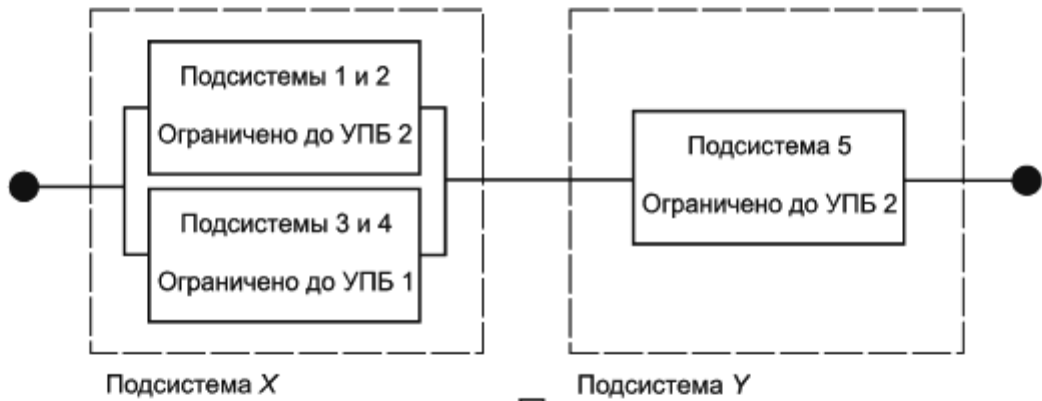 Подсистемы 1 и 2
Ограничено до УПБ 2
Подсистемы 3 и 4
Ограничено до УПБ 1
Подсистема X
Подсистема 5
Ограничено до УПБ 2
Подсистема Y